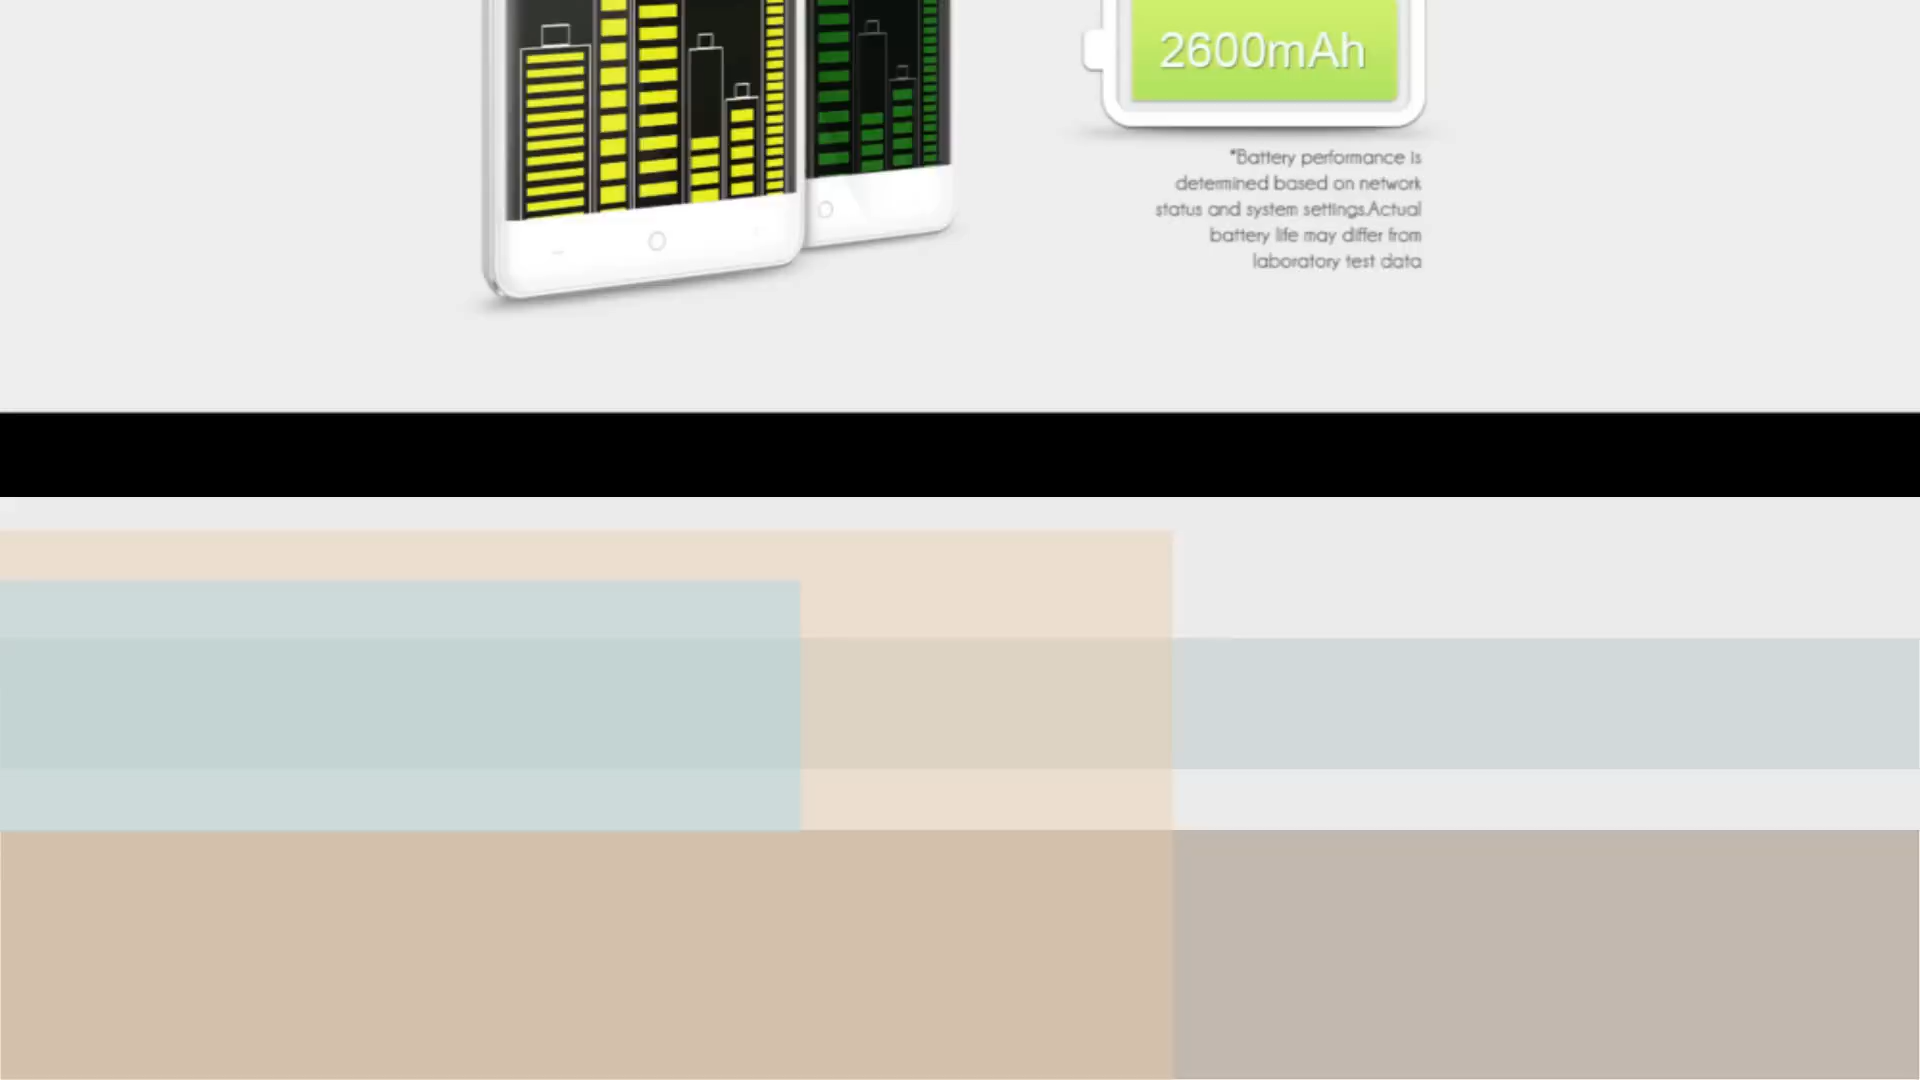 2600mAh
*Battery performance is
determined based on network
status and system settings.Actual
battery life may differ from
laboratory test data